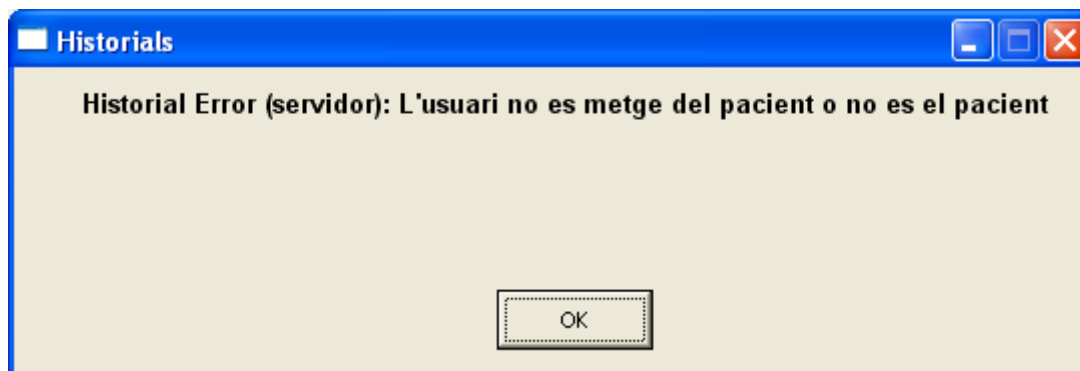 Historials
Historial Error (servidor): L'usuari no es metge del pacient o no es el pacient
OK